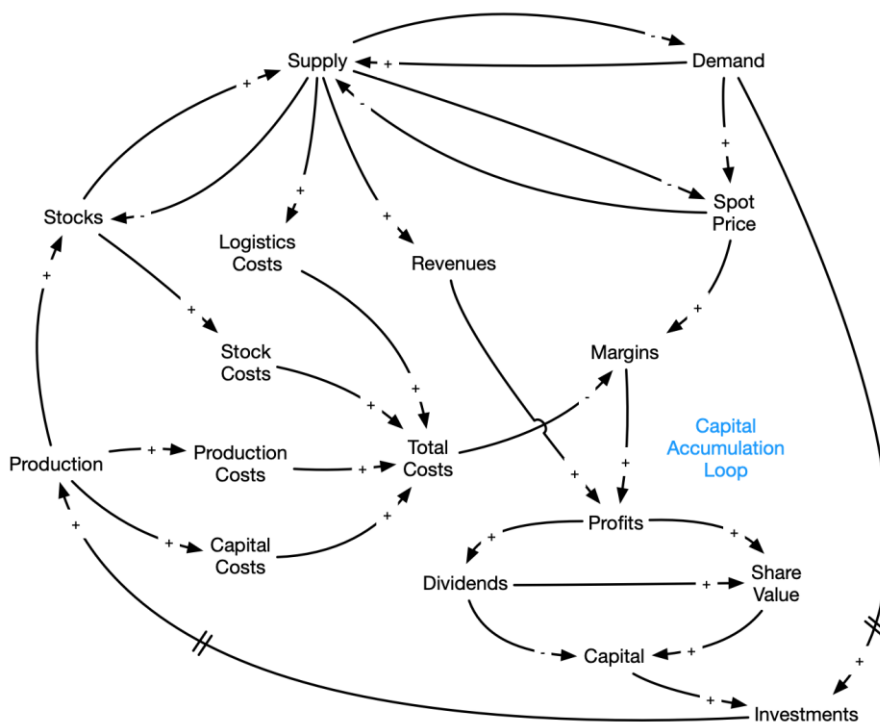 Supply
Demand
Stocks
Spot
Price
Logistics
Costs
Revenues
Stock
Costs
Margins
Capital
Accumulation
Loop
Production
Production
Costs
Total
Costs
Capital
Costs
Profits
Dividends
Share
Value
Capital
Investments